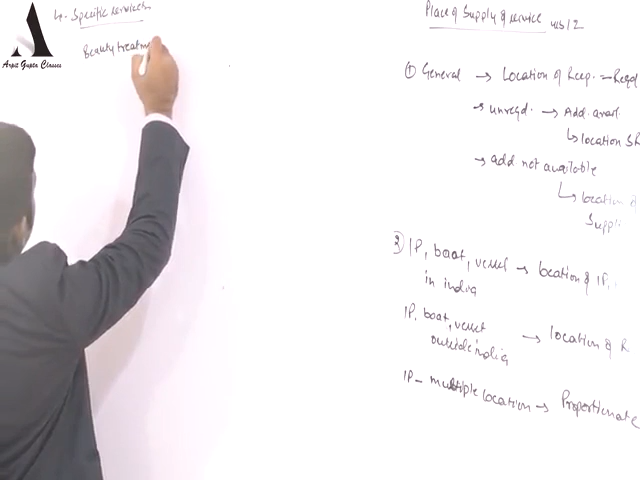 4. Specific services
Beauty treatm
Arpit Gupta Classes
Place of Supply of service u/s 12
① General → Location of Recp. → Regd
→ unregd. → Add. avail.
↳ location
→ add not available
↳ location of
Suppli
② IP, boat, vessel → location of IP.
in india
IP, boat, vessel
outside india → location of R
IP - multiple location → Proportionate